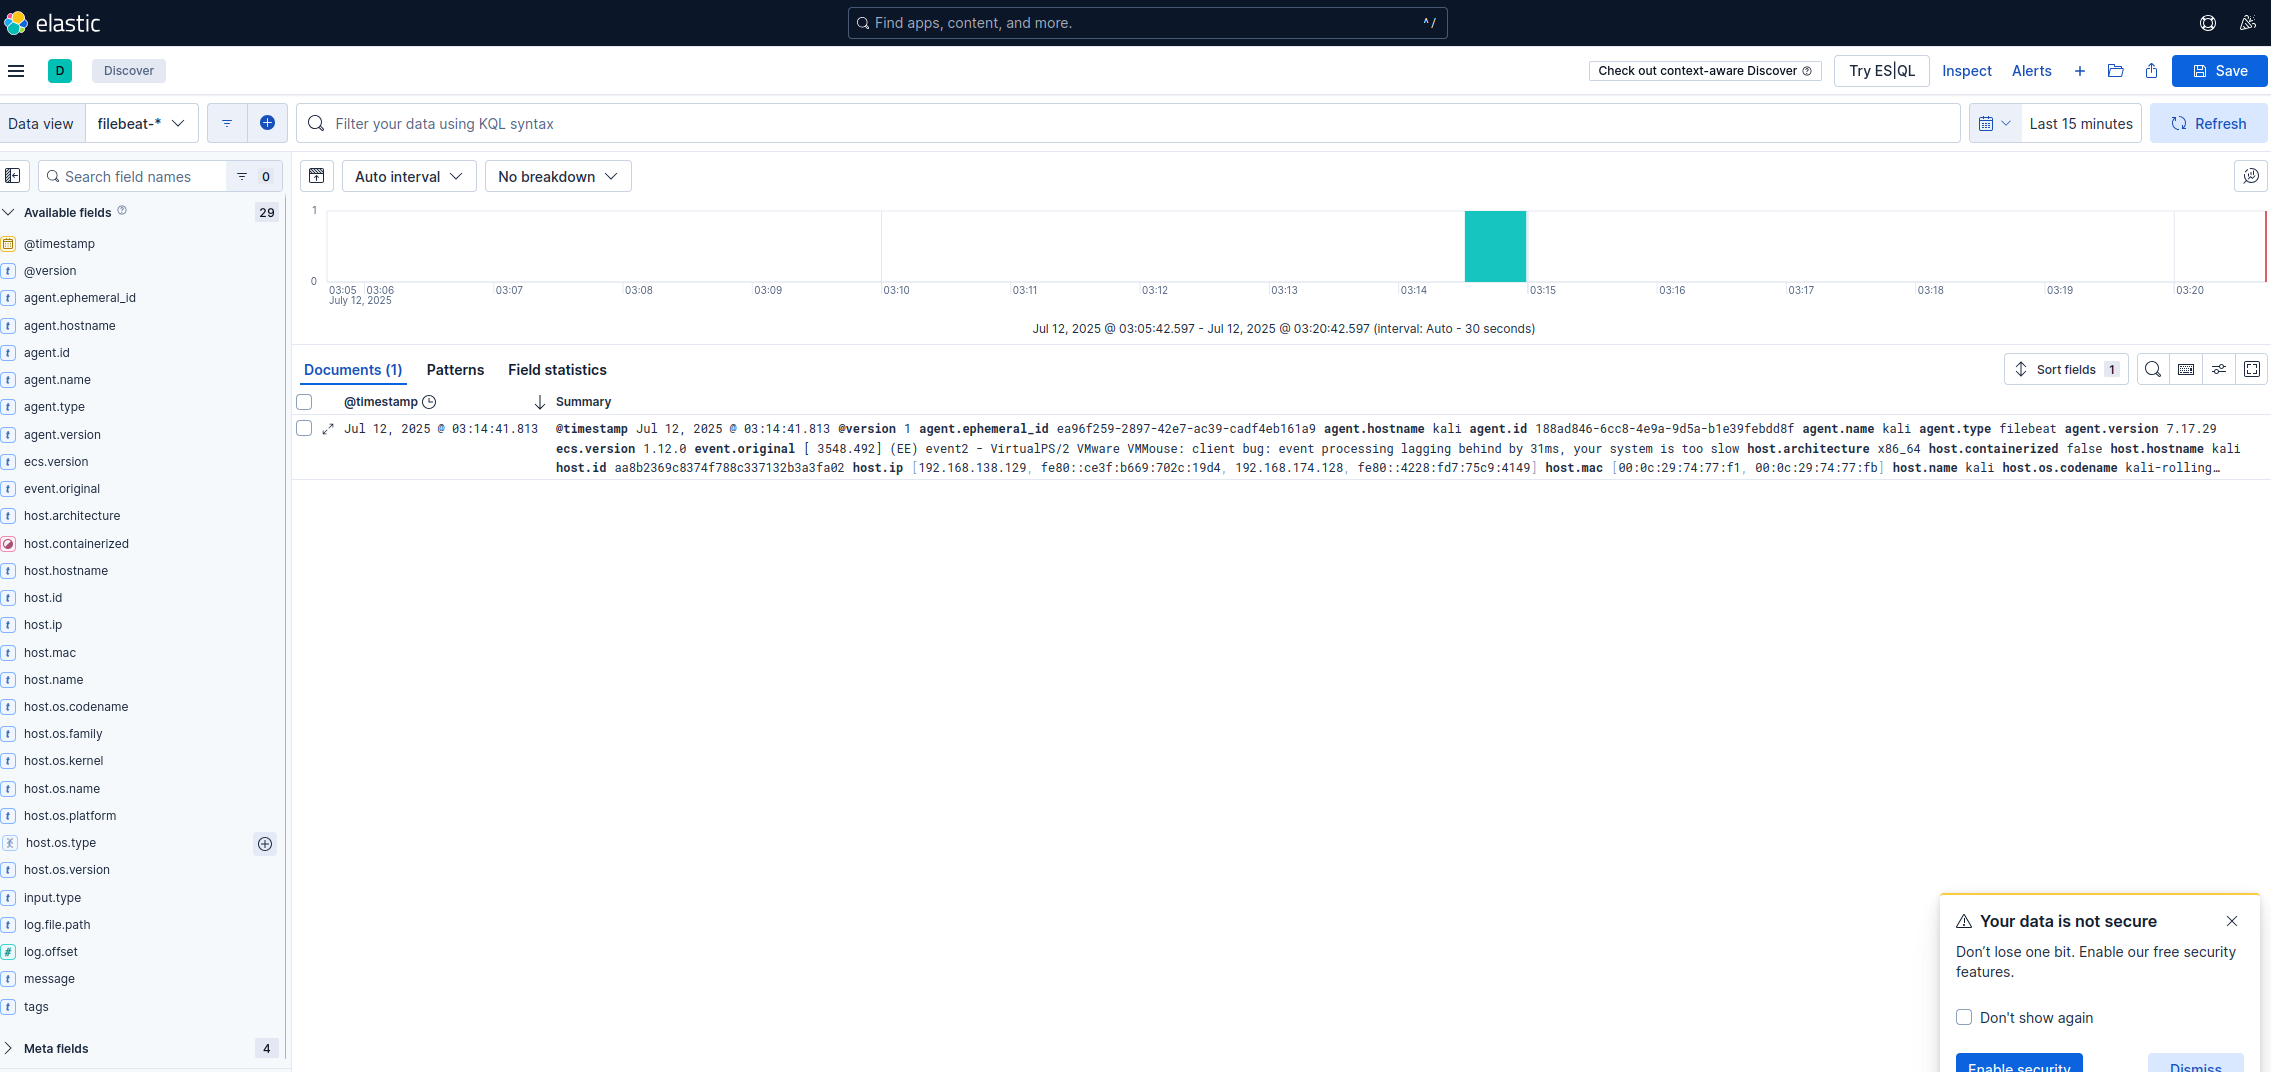 elastic
Find apps, content, and more.
^/
D
Discover
Check out context-aware Discover
Try ES|QL
Inspect
Alerts
Save
Data view
filebeat-*
Filter your data using KQL syntax
Last 15 minutes
Refresh
Search field names
0
Auto interval
No breakdown
Available fields
29
@timestamp
@version
agent.ephemeral_id
agent.hostname
agent.id
agent.name
agent.type
agent.version
ecs.version
event.original
host.architecture
host.containerized
host.hostname
host.id
host.ip
host.mac
host.name
host.os.codename
host.os.family
host.os.kernel
host.os.name
host.os.platform
host.os.type
host.os.version
input.type
log.file.path
log.offset
message
tags
Meta fields
4
1
0
03:05 03:06 03:07 03:08 03:09 03:10 03:11 03:12 03:13 03:14 03:15 03:16 03:17 03:18 03:19 03:20
July 12, 2025
Jul 12, 2025 @ 03:05:42.597 - Jul 12, 2025 @ 03:20:42.597 (interval: Auto - 30 seconds)
Documents (1)
Patterns
Field statistics
Sort fields 1
@timestamp
Summary
Jul 12, 2025 @ 03:14:41.813
@timestamp Jul 12, 2025 @ 03:14:41.813 @version 1 agent.ephemeral_id ea96f259-2897-42e7-ac39-cadf4eb161a9 agent.hostname kali agent.id 188ad846-6cc8-4e9a-9d5a-b1e39febdd8f agent.name kali agent.type filebeat agent.version 7.17.29
ecs.version 1.12.0 event.original [ 3548.492] (EE) event2 - VirtualPS/2 VMware VMMouse: client bug: event processing lagging behind by 31ms, your system is too slow host.architecture x86_64 host.containerized false host.hostname kali
host.id aa8b2369c8374f788c337132b3a3fa02 host.ip [192.168.138.129, fe80::ce3f:b669:702c:19d4, 192.168.174.128, fe80::4228:fd7:75c9:4149] host.mac [00:0c:29:74:77:f1, 00:0c:29:74:77:fb] host.name kali host.os.codename kali-rolling…
Your data is not secure
Don’t lose one bit. Enable our free security
features.
Don't show again
Enable security
Dismiss